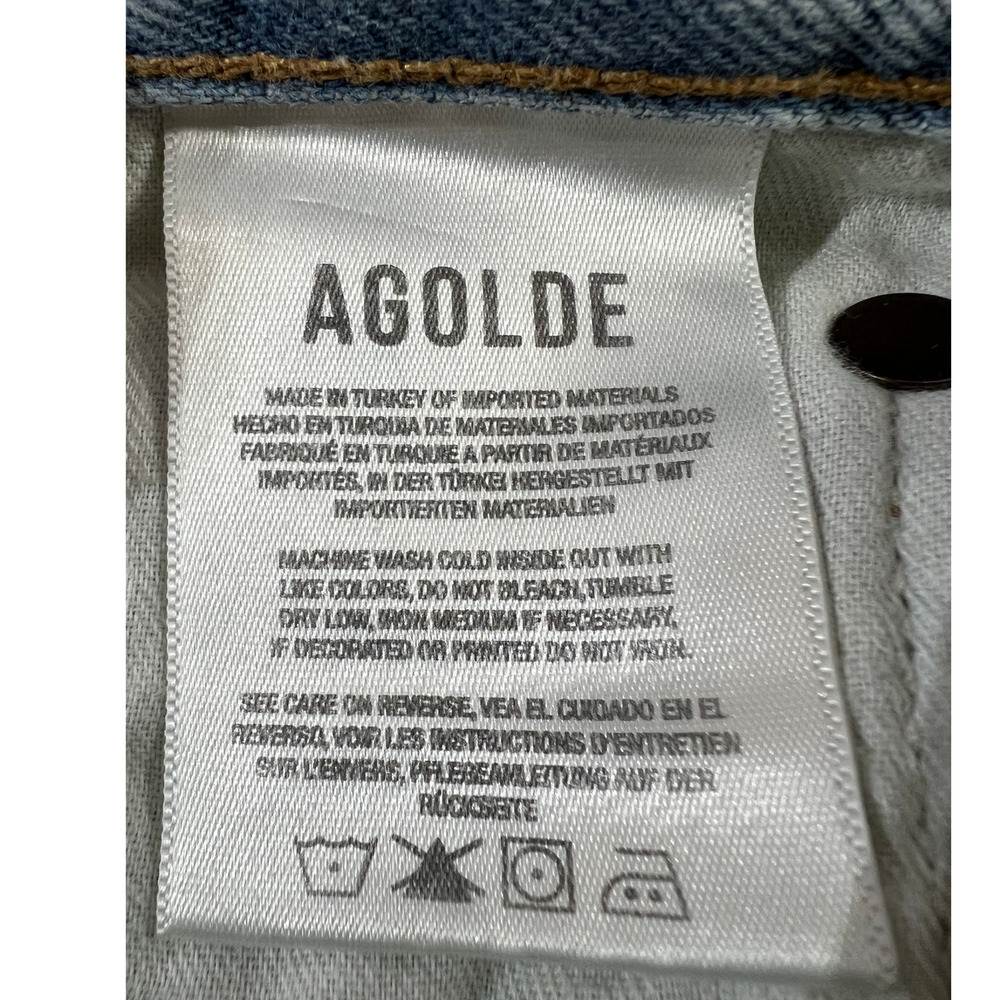 AGOLDE
MADE IN TURKEY OF IMPORTED MATERIALS
HECHO EN TURQUIA DE MATERIALES IMPORTADOS
FABRIQUÉ EN TURQUIE A PARTIR DE MATÉRIAUX
IMPORTÉS, IN DER TÜRKEI HERGESTELLT MIT
IMPORTIERTEN MATERIALIEN
MACHINE WASH COLD INSIDE OUT WITH
LIKE COLORS, DO NOT BLEACH, TUMBLE
DRY LOW, IRON MEDIUM IF NECESSARY.
IF DECORATED OR PRINTED DO NOT IRON.
SEE CARE ON REVERSE, VEA EL CUIDADO EN EL
REVERSO, VOIR LES INSTRUCTIONS D'ENTRETIEN
SUR L'ENVERS, PFLEGEANLEITUNG AUF DER
RÜCKSEITE